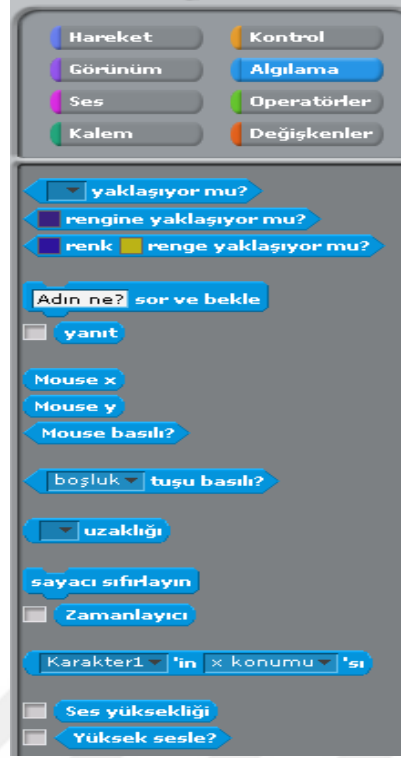 Hareket Kontrol
Görünüm Algılama
Ses Operatörler
Kalem Değişkenler
yaklaşıyor mu?
rengine yaklaşıyor mu?
renk renge yaklaşıyor mu?
Adın ne? sor ve bekle
yanıt
Mouse x
Mouse y
Mouse basılı?
boşluk tuşu basılı?
uzaklığı
sayacı sıfırlayın
Zamanlayıcı
Karakter1 'in x konumu 'sı
Ses yüksekliği
Yüksek sesle?